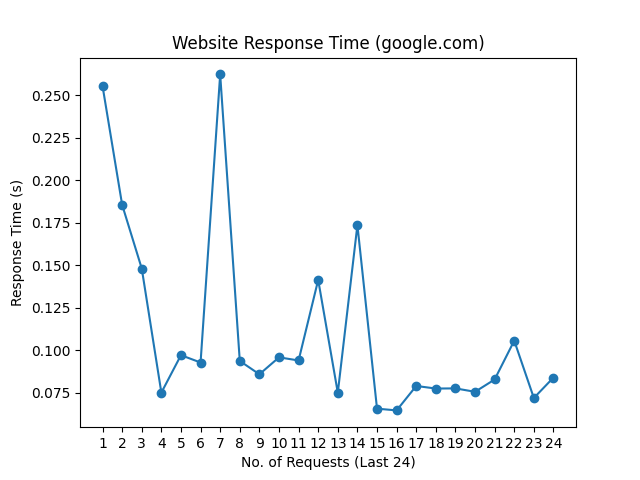 Website Response Time (google.com)
Response Time (s)
0.250
0.225
0.200
0.175
0.150
0.125
0.100
0.075
1 2 3 4 5 6 7 8 9 10 11 12 13 14 15 16 17 18 19 20 21 22 23 24
No. of Requests (Last 24)